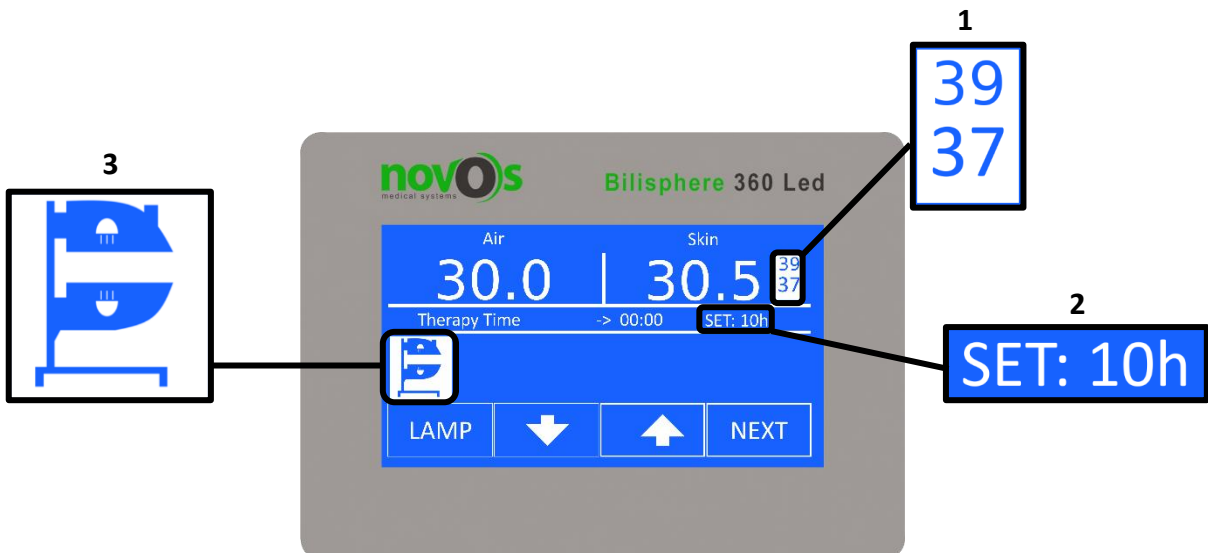 1
39
37
3
novos
medical systems
Bilisphere 360 Led
Air
Skin
30.0
30.5
39
37
Therapy Time
-> 00:00
SET: 10h
2
SET: 10h
LAMP
NEXT